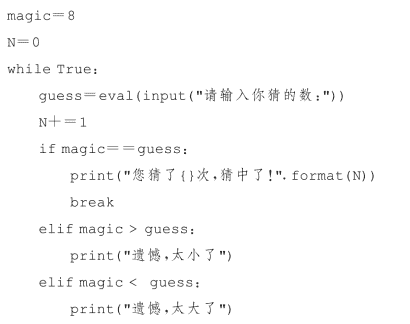 magic=8
N=0
while True:
    guess=eval(input("请输入你猜的数:"))
    N+=1
    if magic==guess:
        print("您猜了{}次,猜中了!".format(N))
        break
    elif magic > guess:
        print("遗憾,太小了")
    elif magic < guess:
        print("遗憾,太大了")